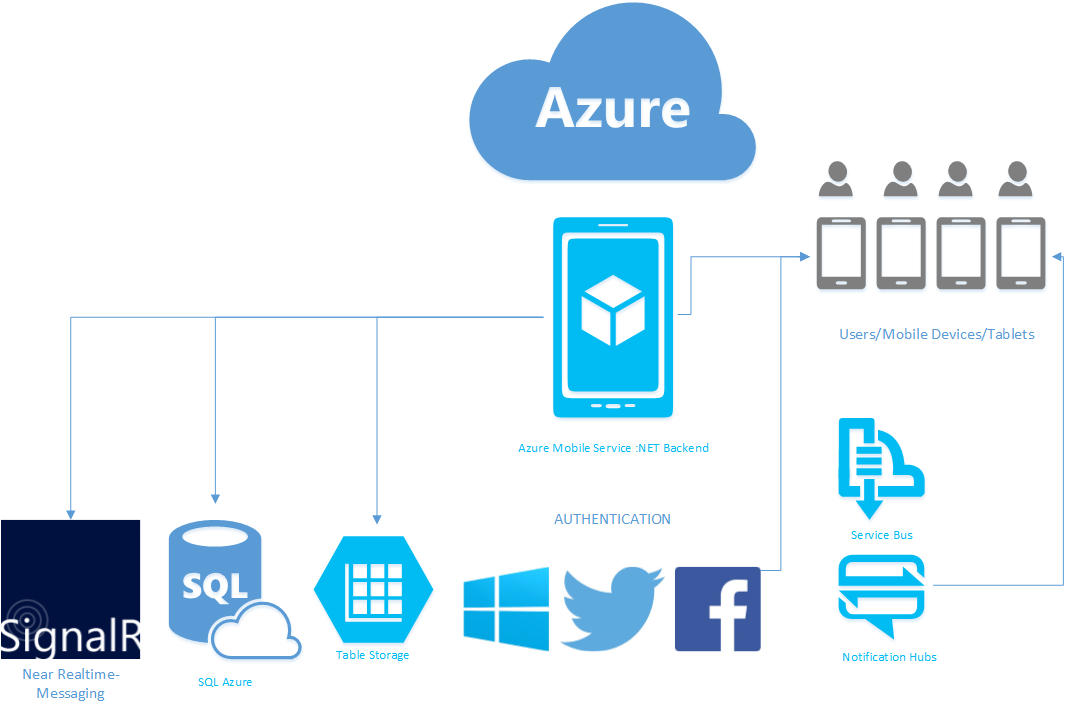 Azure
Users/Mobile Devices/Tablets
Azure Mobile Service :NET Backend
AUTHENTICATION
Service Bus
SQL
SignalR
Table Storage
Notification Hubs
Near Realtime-
Messaging
SQL Azure